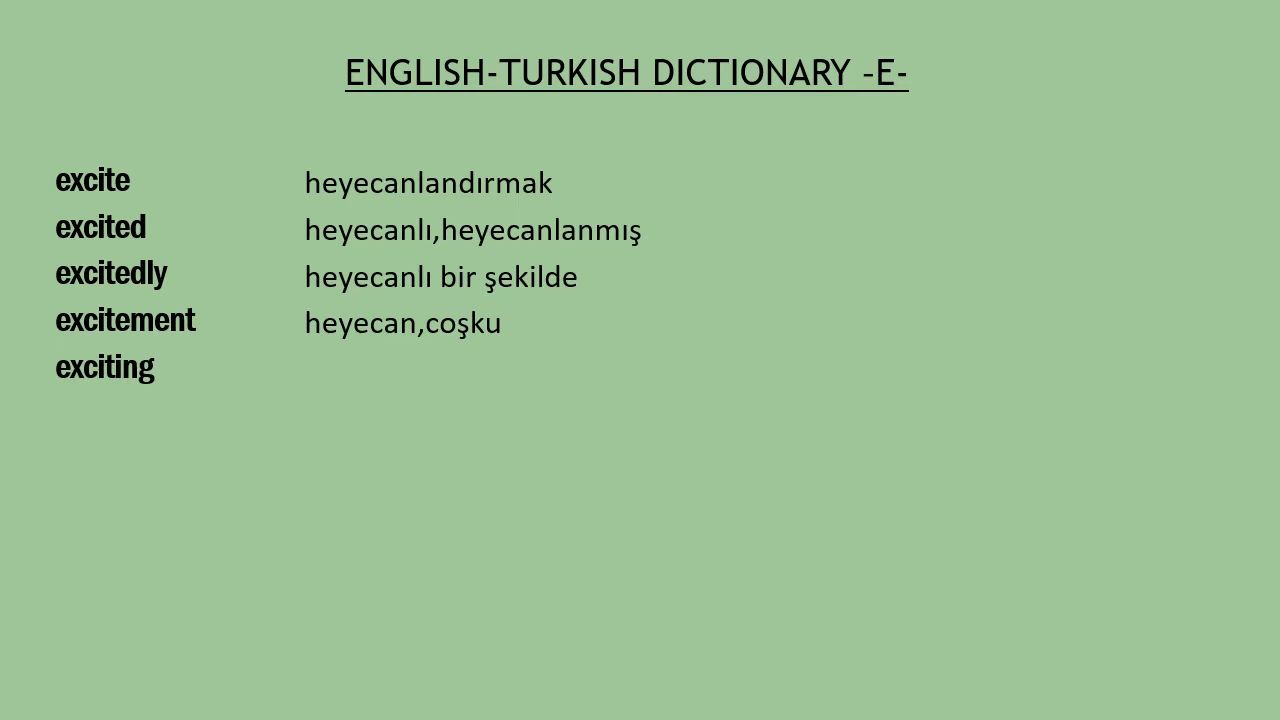 ENGLISH-TURKISH DICTIONARY –E-
excite heyecanlandırmak
excited heyecanlı,heyecanlanmış
excitedly heyecanlı bir şekilde
excitement heyecan,coşku
exciting